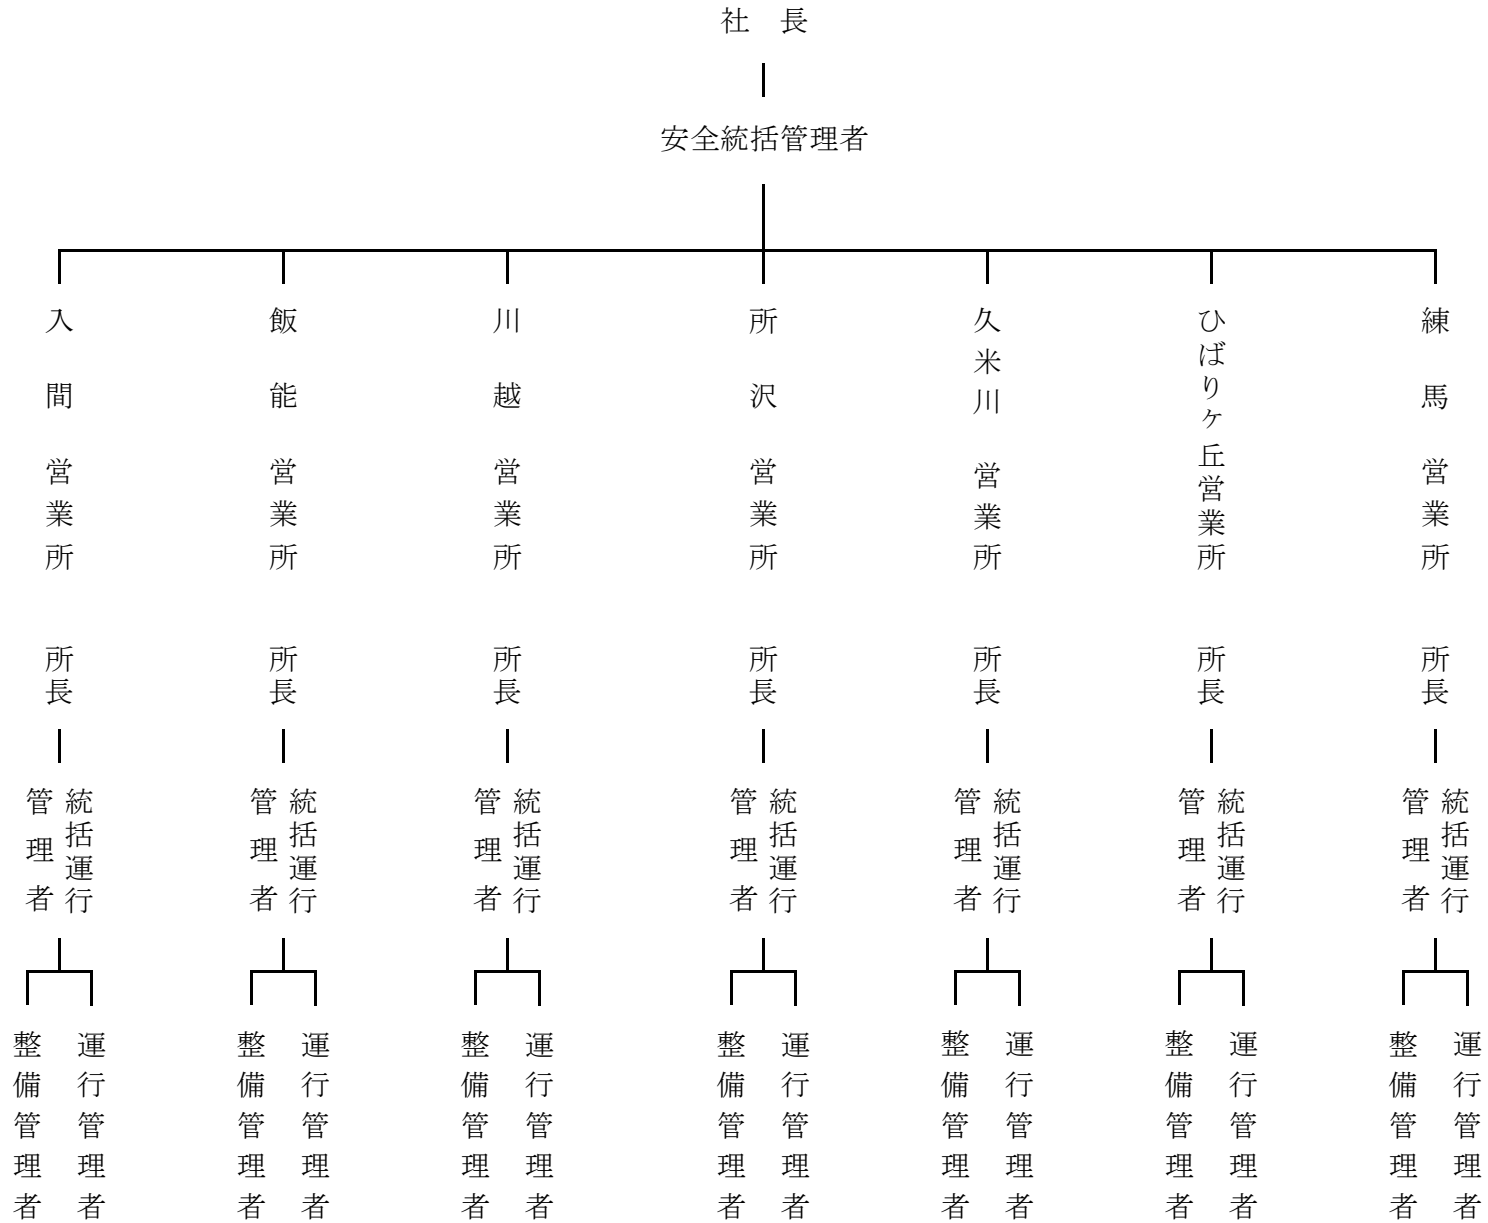 社　長
安全統括管理者
練馬営業所
ひばりヶ丘営業所
久米川営業所
所沢営業所
川越営業所
飯能営業所
入間営業所
所長
所長
所長
所長
所長
所長
所長
統括運行
管理者
統括運行
管理者
統括運行
管理者
統括運行
管理者
統括運行
管理者
統括運行
管理者
統括運行
管理者
運行管理者
整備管理者
運行管理者
整備管理者
運行管理者
整備管理者
運行管理者
整備管理者
運行管理者
整備管理者
運行管理者
整備管理者
運行管理者
整備管理者